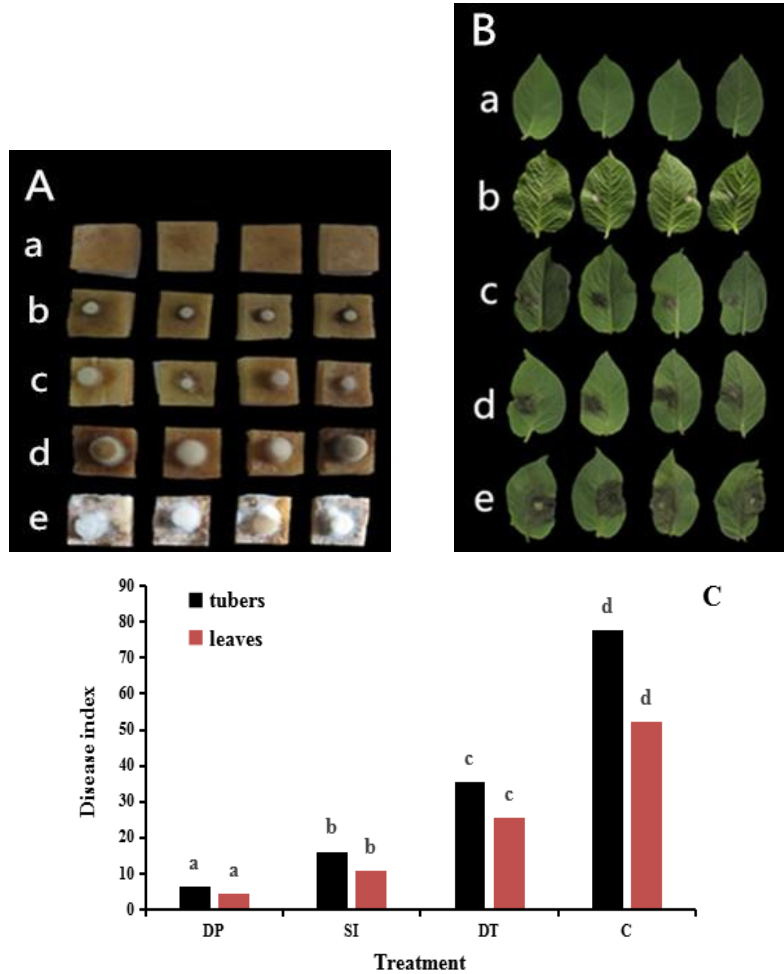 A
a
b
c
d
e
B
a
b
c
d
e
C
tubers
leaves
Disease index
90
80
70
60
50
40
30
20
10
0
a a
b b
c c
d d
DP SI DT C
Treatment